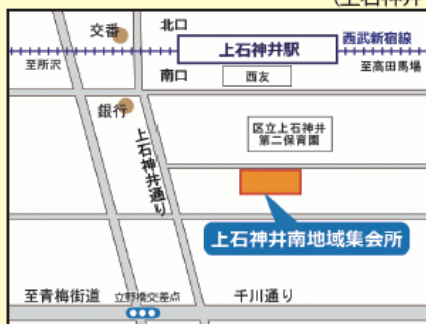 (上石神井
交番
北口
上石神井駅
西武新宿線
至所沢
南口
西友
至高田馬場
銀行
上石神井通り
区立上石神井
第二保育園
上石神井南地域集会所
至青梅街道
立野橋交差点
千川通り